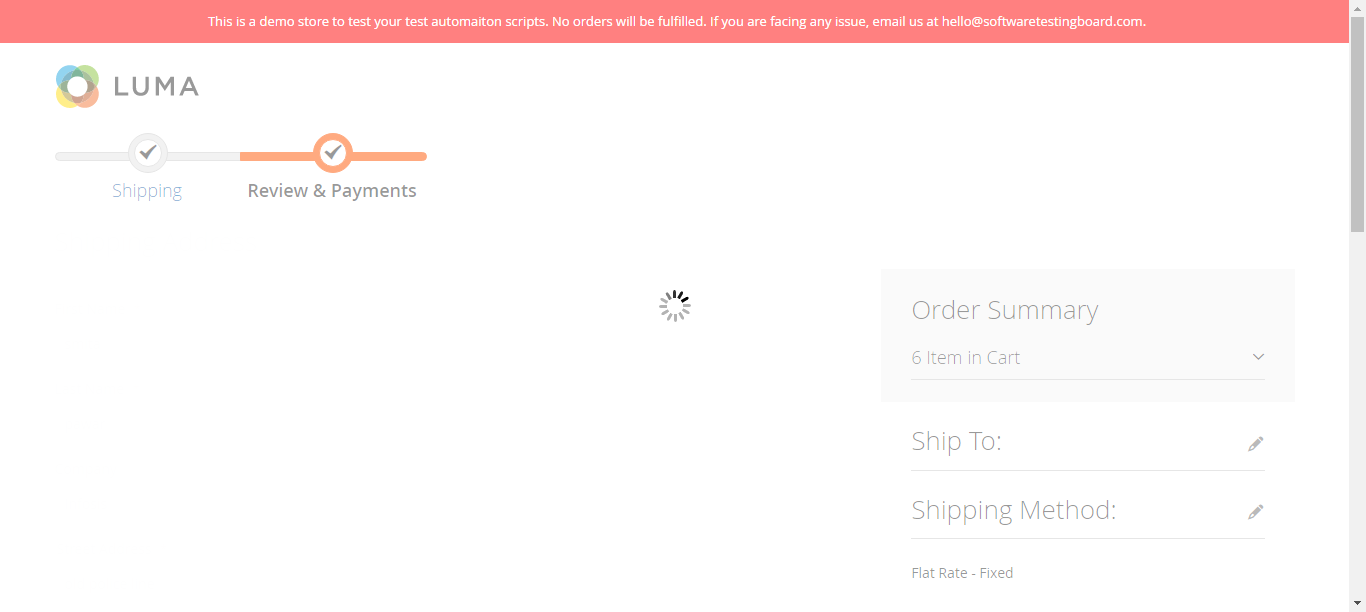 This is a demo store to test your test automaiton scripts. No orders will be fulfilled. If you are facing any issue, email us at hello@softwaretestingboard.com.
LUMA
Shipping
Review & Payments
Order Summary
6 Item in Cart
Ship To:
Shipping Method:
Flat Rate - Fixed